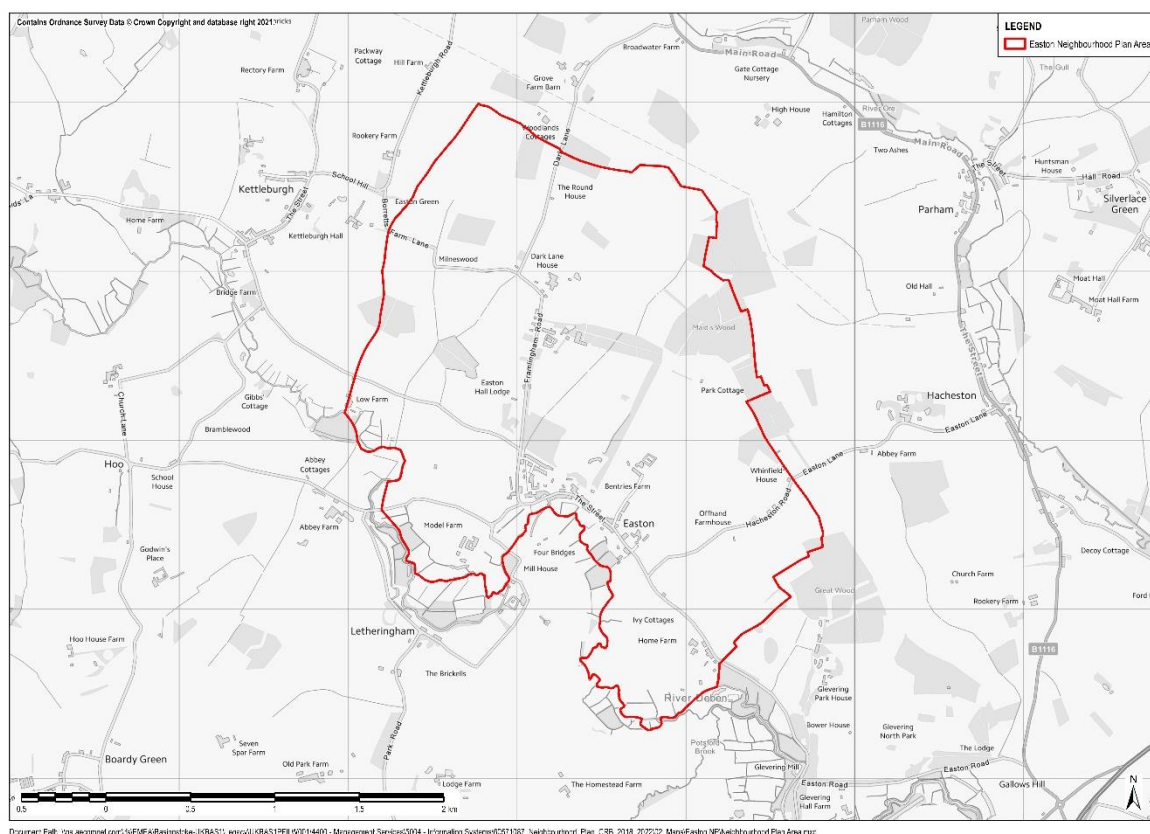 Contains Ordnance Survey Data © Crown Copyright and database right 2021.
LEGEND
Easton Neighbourhood Plan Area
Parham Wood
Broadwater Farm
Main Road
Packway
Cottage
Hill Farm
Kettleburgh Road
Rectory Farm
Grove
Farm Barn
Gate Cottage
Nursery
The Gull
High House
Hamilton
Cottages
River Ore
B1116
Main Road
Woodlands
Cottages
Dark Lane
Rookery Farm
Two Ashes
The Street
Huntsman
House
Hall Road
Silverlace
Green
Kettleburgh
School Hill
The Street
Easton Green
Borretts
Farm Lane
The Round
House
Parham
Home Farm
Kettleburgh Hall
Milneswood
Dark Lane
House
Moat Hall
Moat Hall Farm
Old Hall
Bridge Farm
Framlingham Road
Main's Wood
The Street
Easton
Hall Lodge
Park Cottage
Gibbs'
Cottage
Low Farm
Hacheston
Church Lane
Bramblewood
Easton Lane
Hoo
School
House
Abbey
Cottages
Whinfield
House
Easton Lane
Abbey Farm
Bentries Farm
The Street
Model Farm
Abbey Farm
Easton
Offhand
Farmhouse
Hacheston Road
Godwin's
Place
Four Bridges
Mill House
Decoy Cottage
Church Farm
Great Wood
Rookery Farm
Ford
Letheringham
Ivy Cottages
Hoo House Farm
Home Farm
B1116
The Brickells
River Deben
Glevering
Park House
Bower House
Potsford
Brook
Glevering
North Park
Seven
Spar Farm
Boardy Green
Park Road
Old Park Farm
Lodge Farm
The Homestead Farm
Glevering Mill
The Lodge
Easton Road
Easton Road
Glevering
Hall Farm
Gallows Hill
N
0.5
0
0.5
1
2 km